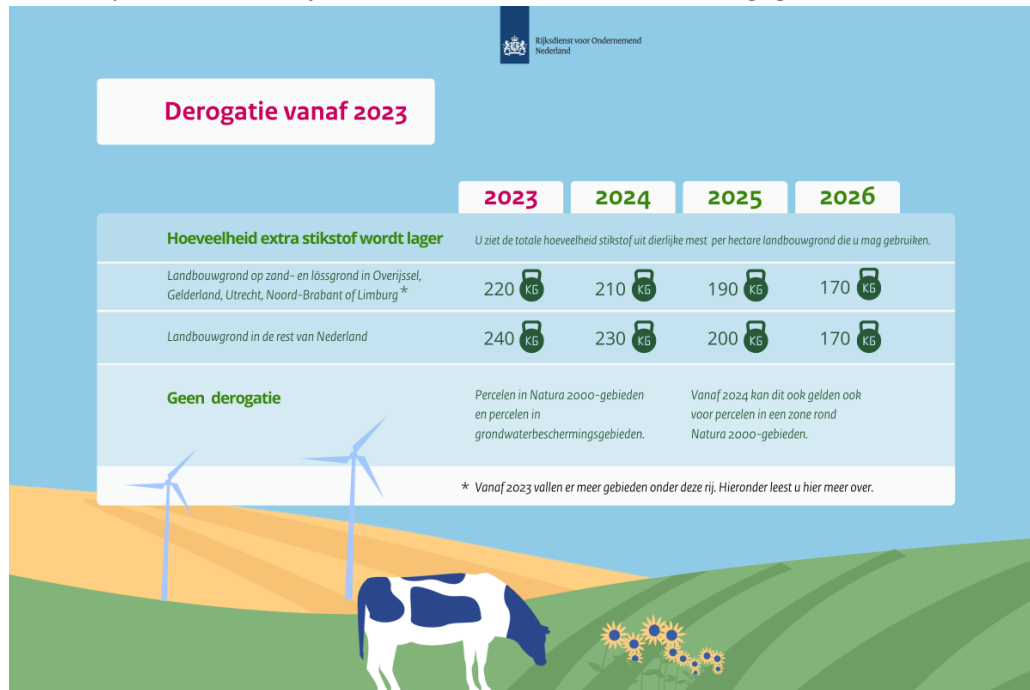 Rijksdienst voor Ondernemend
Nederland
Derogatie vanaf 2023
2023 2024 2025 2026
Hoeveelheid extra stikstof wordt lager
U ziet de totale hoeveelheid stikstof uit dierlijke mest per hectare landbouwgrond die u mag gebruiken.
Landbouwgrond op zand- en lössgrond in Overijssel,
Gelderland, Utrecht, Noord-Brabant of Limburg *
220 KG 210 KG 190 KG 170 KG
Landbouwgrond in de rest van Nederland
240 KG 230 KG 200 KG 170 KG
Geen derogatie
Percelen in Natura 2000-gebieden
en percelen in
grondwaterbeschermingsgebieden.
Vanaf 2024 kan dit ook gelden ook
voor percelen in een zone rond
Natura 2000-gebieden.
* Vanaf 2023 vallen er meer gebieden onder deze rij. Hieronder leest u hier meer over.